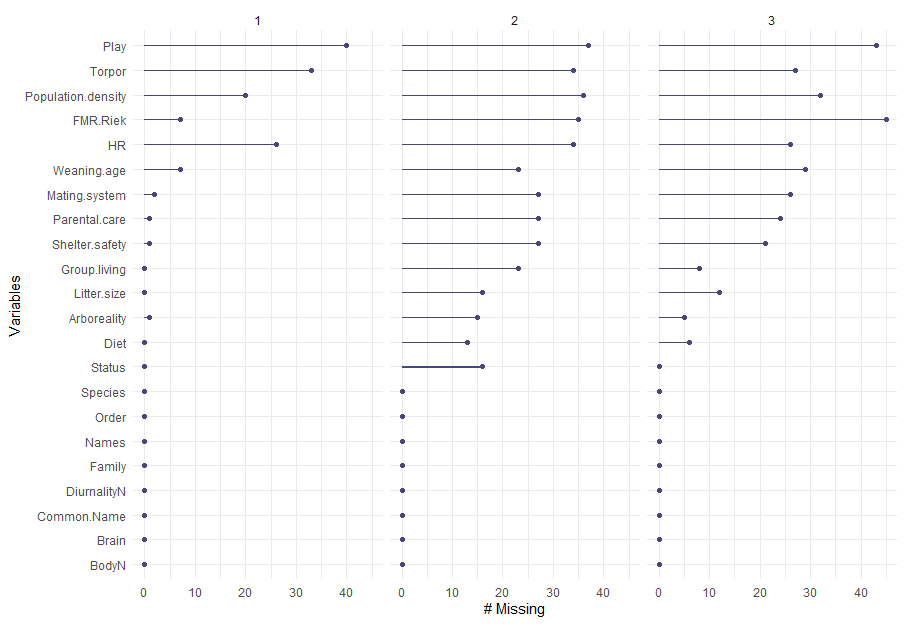 1 2 3
Play
Torpor
Population.density
FMR.Riek
HR
Weaning.age
Mating.system
Parental.care
Shelter.safety
Group.living
Litter.size
Arboreality
Diet
Status
Species
Order
Names
Family
DiurnalityN
Common.Name
Brain
BodyN
Variables
0 10 20 30 40 0 10 20 30 40 0 10 20 30 40
# Missing